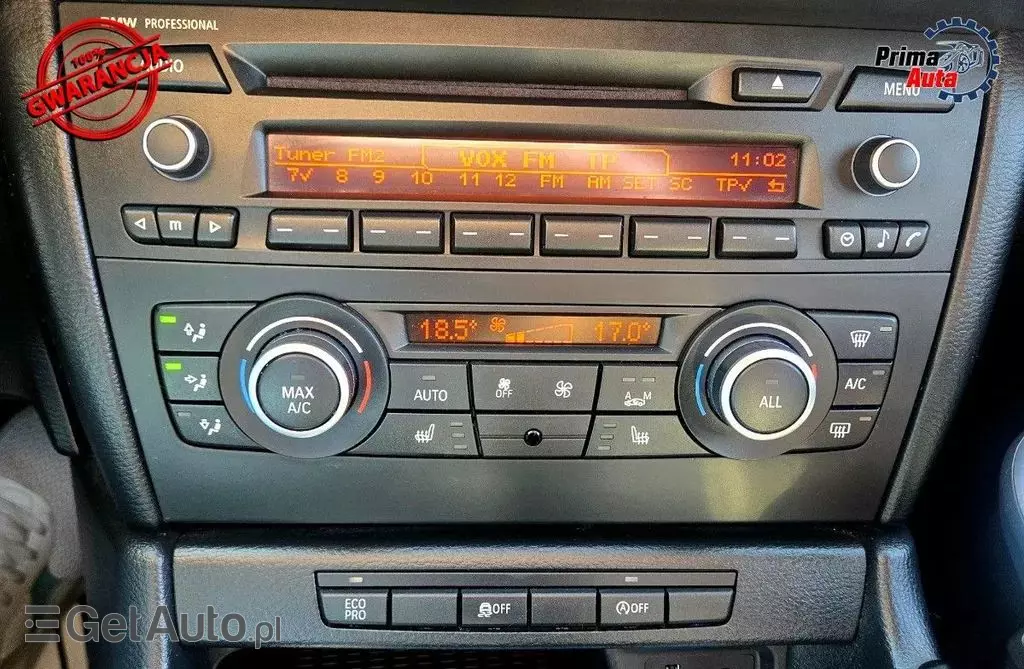 BMW PROFESSIONAL
100%
GWARANCJA
Prima
Auta
MENU
Tuner FM2 VOX FM TP 11:02
7√ 8 9 10 11 12 FM AM SET SC TP√
m
18.5° 17.0°
MAX
A/C
AUTO
OFF
A M
ALL
A/C
ECO
PRO
OFF
A OFF
GetAuto.pl